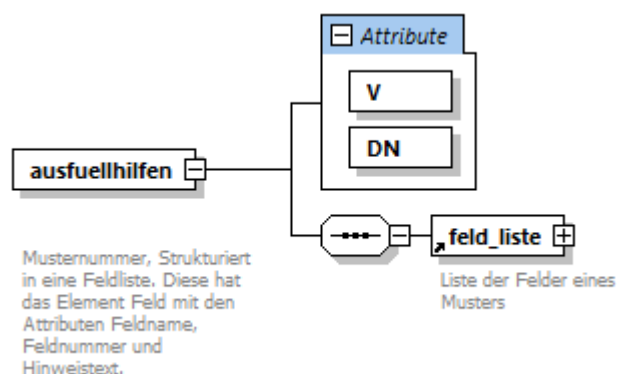 Attribute
V
DN
ausfuellhilfen
feld_liste
Musternummer, Strukturiert
in eine Feldliste. Diese hat
das Element Feld mit den
Attributen Feldname,
Feldnummer und
Hinweistext.
Liste der Felder eines
Musters